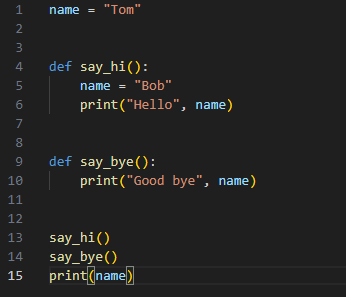 1 name = "Tom"
2
3
4 def say_hi():
5     name = "Bob"
6     print("Hello", name)
7
8
9 def say_bye():
10     print("Good bye", name)
11
12
13 say_hi()
14 say_bye()
15 print(name)